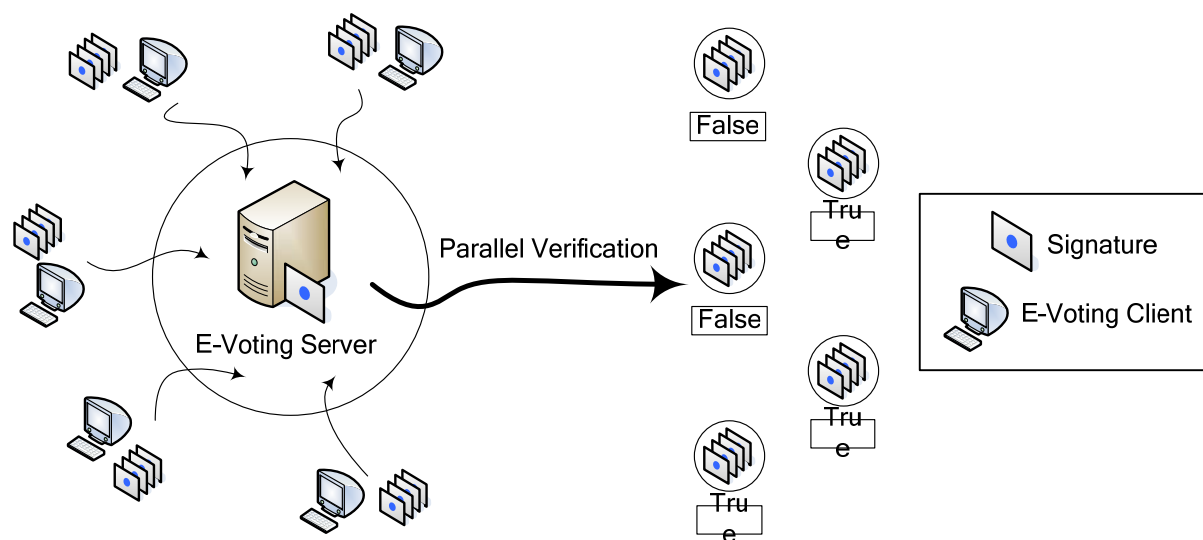 False
Tru
e
Parallel Verification
False
E-Voting Server
Tru
e
Tru
e
Signature
E-Voting Client